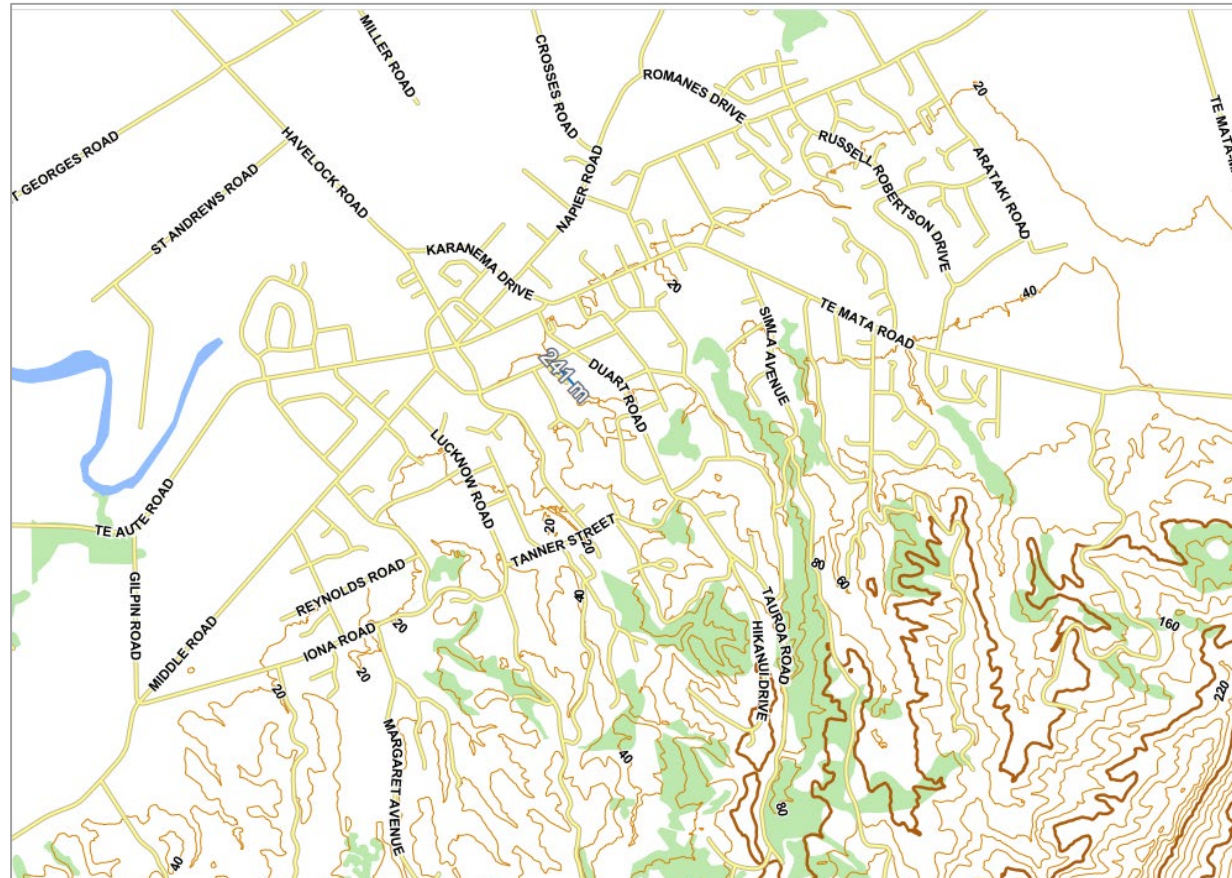 MILLER ROAD
CROSSES ROAD
ROMANES DRIVE
20
TE MATA
T GEORGES ROAD
HAVELOCK ROAD
ST ANDREWS ROAD
NAPIER ROAD
RUSSELL ROBERTSON DRIVE
ARATAKI ROAD
KARANEMA DRIVE
20
40
SIMLA AVENUE
TE MATA ROAD
241 m
DUART ROAD
LUCKNOW ROAD
TE AUTE ROAD
20
20
TANNER STREET
80
60
GILPIN ROAD
REYNOLDS ROAD
40
TAUROA ROAD
HIKANUI DRIVE
160
MIDDLE ROAD
IONA ROAD
20
20
20
220
MARGARET AVENUE
40
80
40